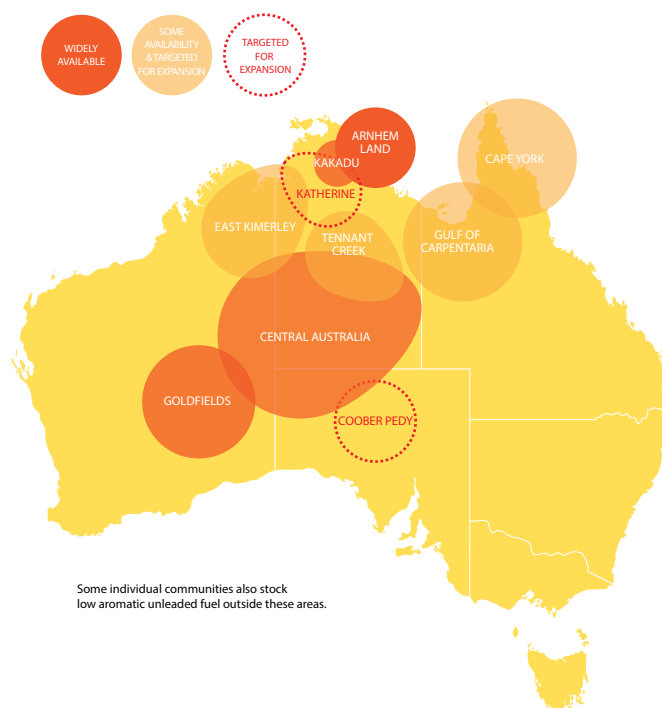 WIDELY
AVAILABLE
SOME
AVAILABILITY
& TARGETED
FOR EXPANSION
TARGETED
FOR
EXPANSION
ARNHEM
LAND
KAKADU
CAPE YORK
KATHERINE
EAST KIMERLEY
TENNANT
CREEK
GULF OF
CARPENTARIA
CENTRAL AUSTRALIA
GOLDFIELDS
COOBER PEDY
Some individual communities also stock
low aromatic unleaded fuel outside these areas.